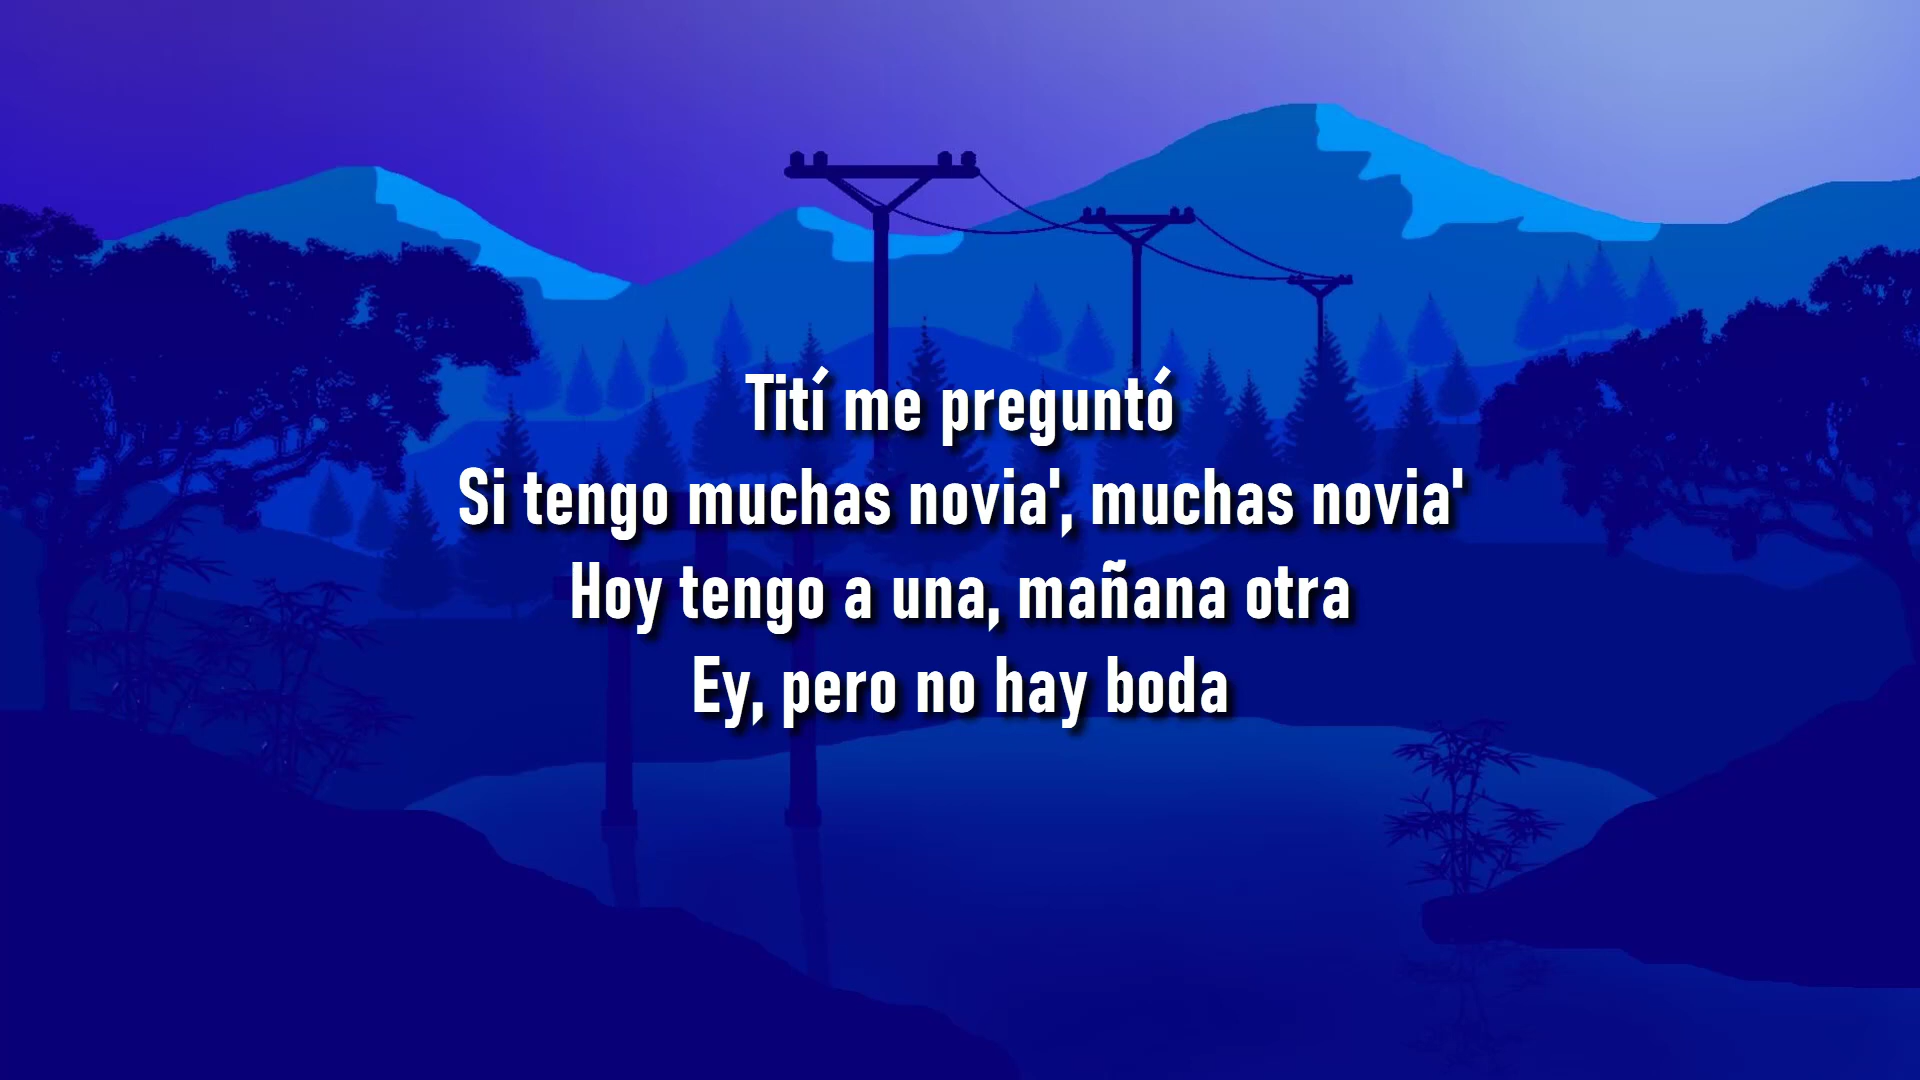 Tití me preguntó
Si tengo muchas novia', muchas novia'
Hoy tengo a una, mañana otra
Ey, pero no hay boda